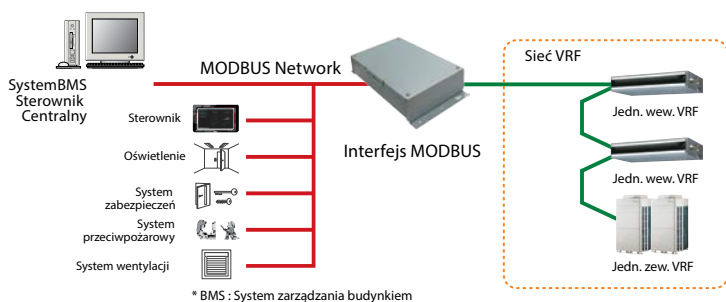 SystemBMS
Sterownik
Centralny
MODBUS Network
Sterownik
Oświetlenie
System
zabezpieczeń
System
przeciwpożarowy
System wentylacji
Interfejs MODBUS
Sieć VRF
Jedn. wew. VRF
Jedn. wew. VRF
Jedn. zew. VRF
* BMS : System zarządzania budynkiem